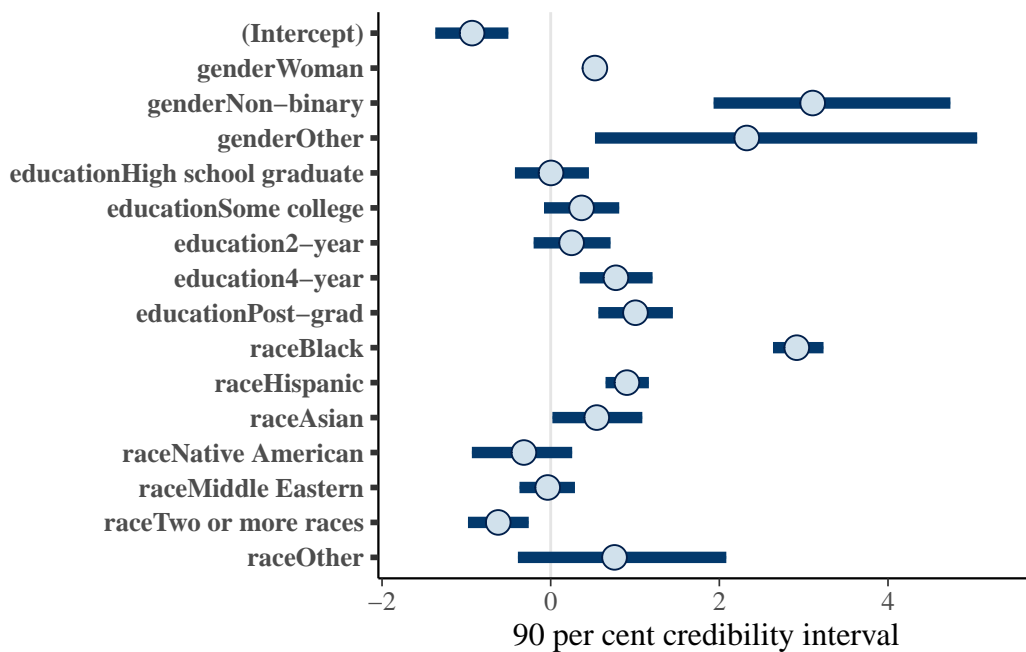 (Intercept)
genderWoman
genderNon−binary
genderOther
educationHigh school graduate
educationSome college
education2−year
education4−year
educationPost−grad
raceBlack
raceHispanic
raceAsian
raceNative American
raceMiddle Eastern
raceTwo or more races
raceOther
−2 0 2 4
90 per cent credibility interval